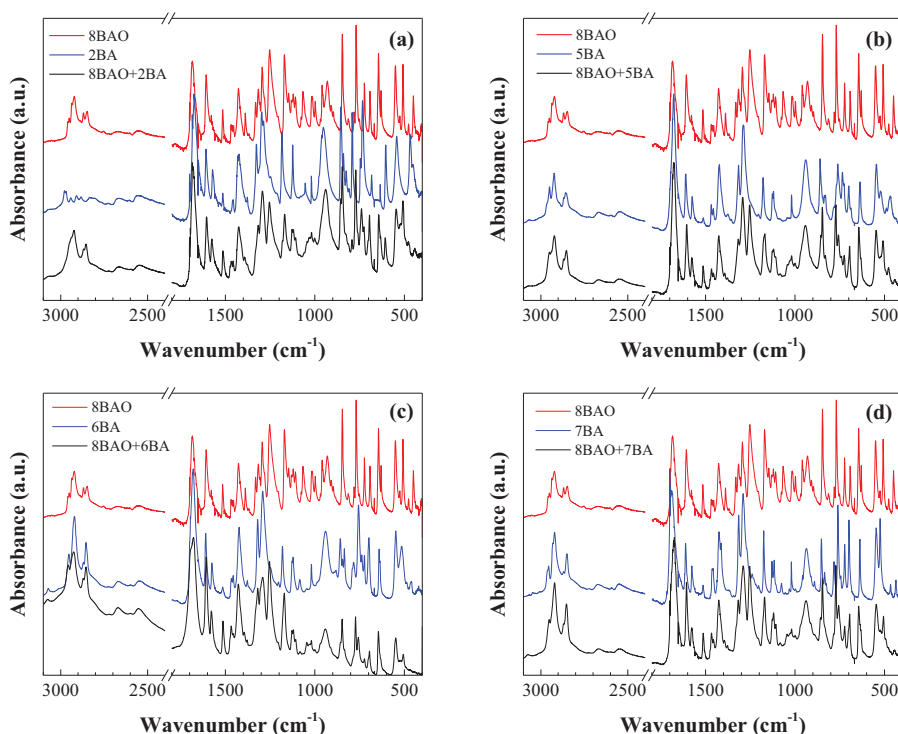 (a)
8BAO
2BA
8BAO+2BA
Absorbance (a.u.)
3000 2500 1500 1000 500
Wavenumber (cm⁻¹)
(b)
8BAO
5BA
8BAO+5BA
Absorbance (a.u.)
3000 2500 1500 1000 500
Wavenumber (cm⁻¹)
(c)
8BAO
6BA
8BAO+6BA
Absorbance (a.u.)
3000 2500 1500 1000 500
Wavenumber (cm⁻¹)
(d)
8BAO
7BA
8BAO+7BA
Absorbance (a.u.)
3000 2500 1500 1000 500
Wavenumber (cm⁻¹)